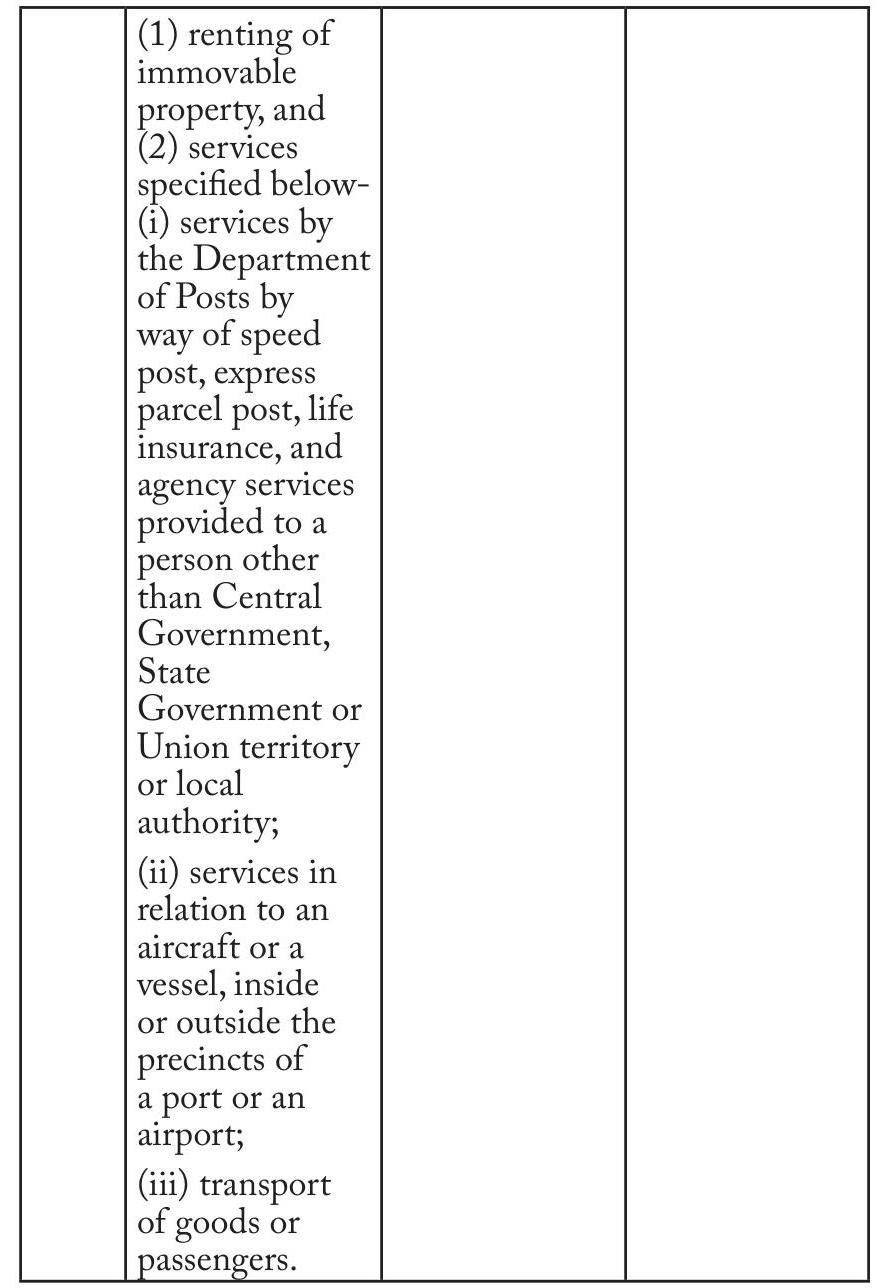 (1) renting of
immovable
property, and
(2) services
specified below-
(i) services by
the Department
of Posts by
way of speed
post, express
parcel post, life
insurance, and
agency services
provided to a
person other
than Central
Government,
State
Government or
Union territory
or local
authority;
(ii) services in
relation to an
aircraft or a
vessel, inside
or outside the
precincts of
a port or an
airport;
(iii) transport
of goods or
passengers.